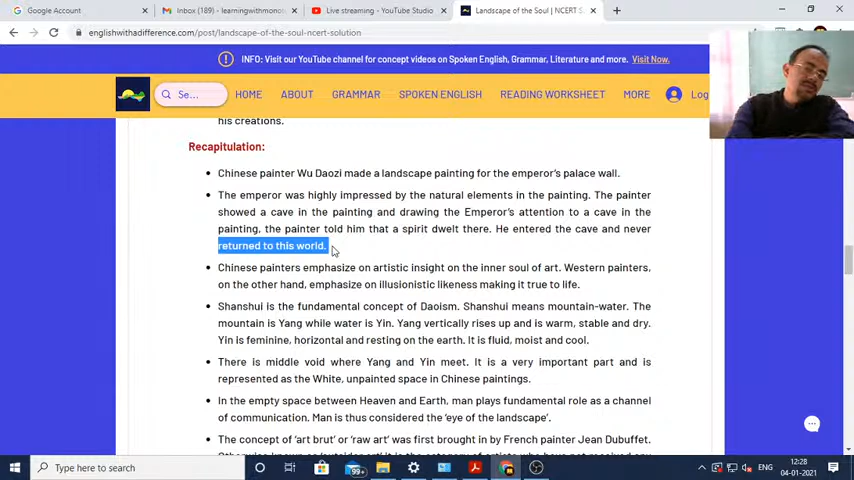 Google Account
Inbox (189) - learningwithmonos
Live streaming - YouTube Studio
Landscape of the Soul | NCERT S
englishwithadifference.com/post/landscape-of-the-soul-ncert-solution
INFO: Visit our YouTube channel for concept videos on Spoken English, Grammar, Literature and more. Visit Now.
Se...
HOME
ABOUT
GRAMMAR
SPOKEN ENGLISH
READING WORKSHEET
MORE
Log
his creations.
Recapitulation:
Chinese painter Wu Daozi made a landscape painting for the emperor's palace wall.
The emperor was highly impressed by the natural elements in the painting. The painter
showed a cave in the painting and drawing the Emperor's attention to a cave in the
painting, the painter told him that a spirit dwelt there. He entered the cave and never
returned to this world.
Chinese painters emphasize on artistic insight on the inner soul of art. Western painters,
on the other hand, emphasize on illusionistic likeness making it true to life.
Shanshui is the fundamental concept of Daoism. Shanshui means mountain-water. The
mountain is Yang while water is Yin. Yang vertically rises up and is warm, stable and dry.
Yin is feminine, horizontal and resting on the earth. It is fluid, moist and cool.
There is middle void where Yang and Yin meet. It is a very important part and is
represented as the White, unpainted space in Chinese paintings.
In the empty space between Heaven and Earth, man plays fundamental role as a channel
of communication. Man is thus considered the 'eye of the landscape'.
The concept of 'art brut' or 'raw art' was first brought in by French painter Jean Dubuffet.
Type here to search
99+
ENG
12:28
04-01-2021